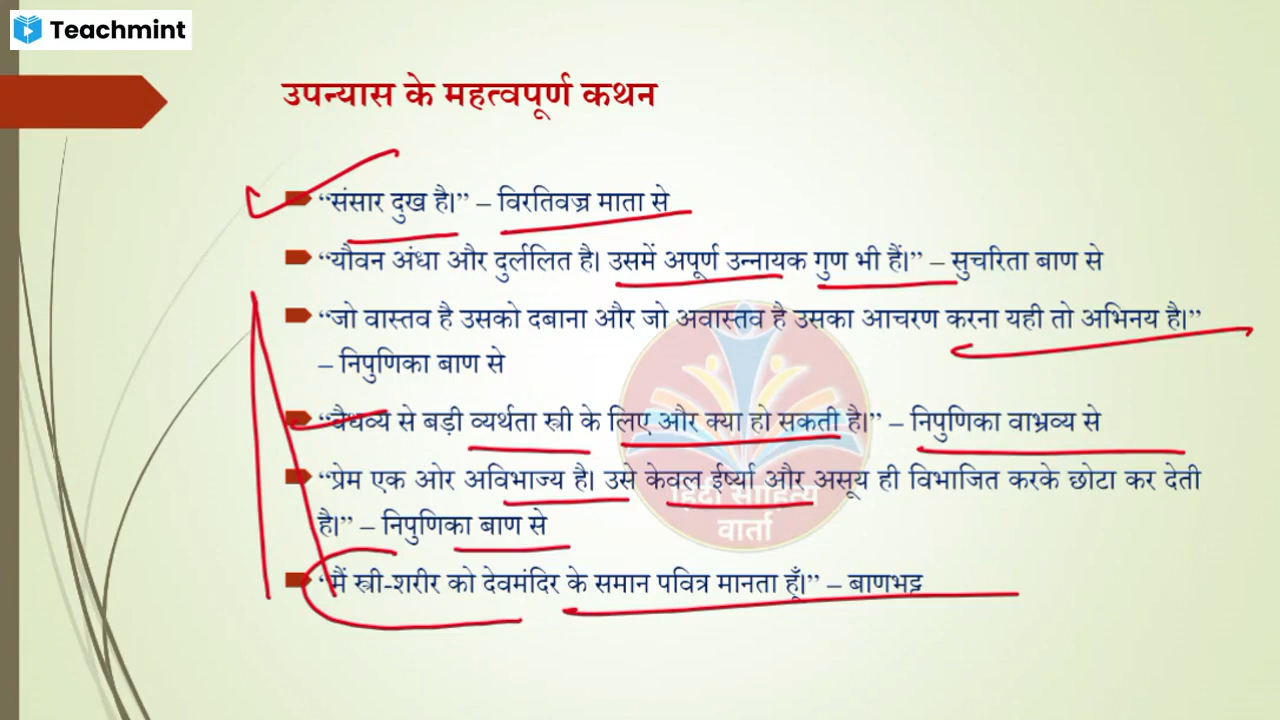 Teachmint
उपन्यास के महत्वपूर्ण कथन
“संसार दुख है।” – विरतिवज्र माता से
“यौवन अंधा और दुर्ललित है। उसमें अपूर्ण उन्नायक गुण भी हैं।” – सुचरिता बाण से
“जो वास्तव है उसको दबाना और जो अवास्तव है उसका आचरण करना यही तो अभिनय है।”
– निपुणिका बाण से
“वैधव्य से बड़ी व्यर्थता स्त्री के लिए और क्या हो सकती है।” – निपुणिका वाभ्रव्य से
“प्रेम एक ओर अविभाज्य है। उसे केवल ईर्ष्या और असूय ही विभाजित करके छोटा कर देती
है।” – निपुणिका बाण से
“मैं स्त्री-शरीर को देवमंदिर के समान पवित्र मानता हूँ।” – बाणभट्ट
हिंदी साहित्य
वार्ता